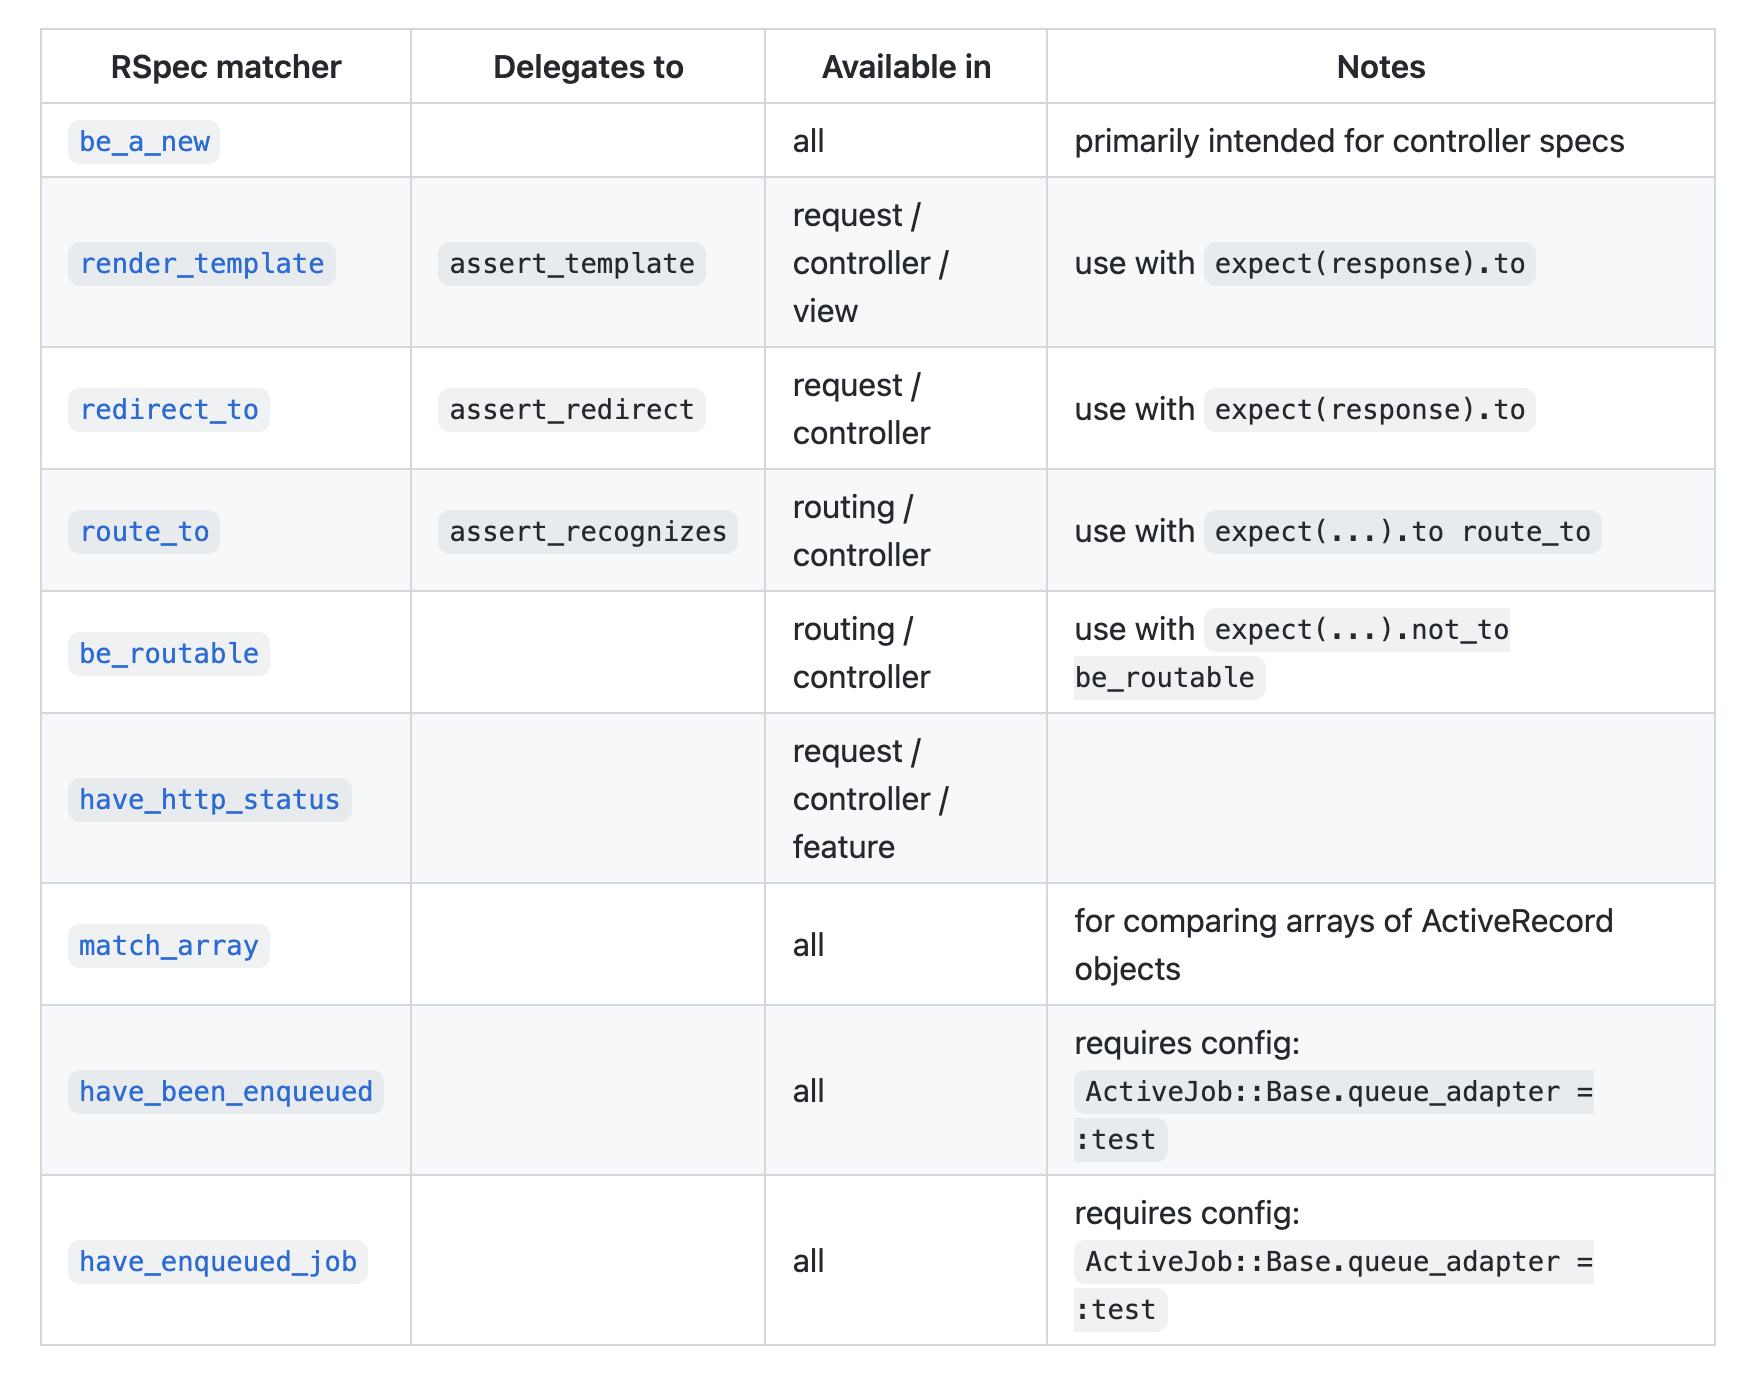 RSpec matcher Delegates to Available in Notes
be_a_new all primarily intended for controller specs
render_template assert_template request / controller / view use with expect(response).to
redirect_to assert_redirect request / controller use with expect(response).to
route_to assert_recognizes routing / controller use with expect(...).to route_to
be_routable routing / controller use with expect(...).not_to be_routable
have_http_status request / controller / feature
match_array all for comparing arrays of ActiveRecord objects
have_been_enqueued all requires config: ActiveJob::Base.queue_adapter = :test
have_enqueued_job all requires config: ActiveJob::Base.queue_adapter = :test